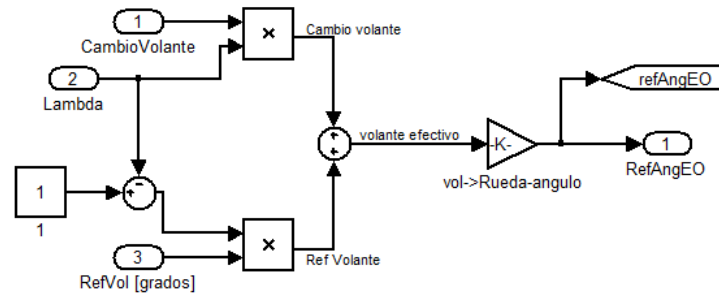 1
CambioVolante
×
Cambio volante
2
Lambda
refAngEO
volante efectivo
-K-
1
RefAngEO
vol->Rueda-angulo
1
1
×
Ref Volante
3
RefVol [grados]